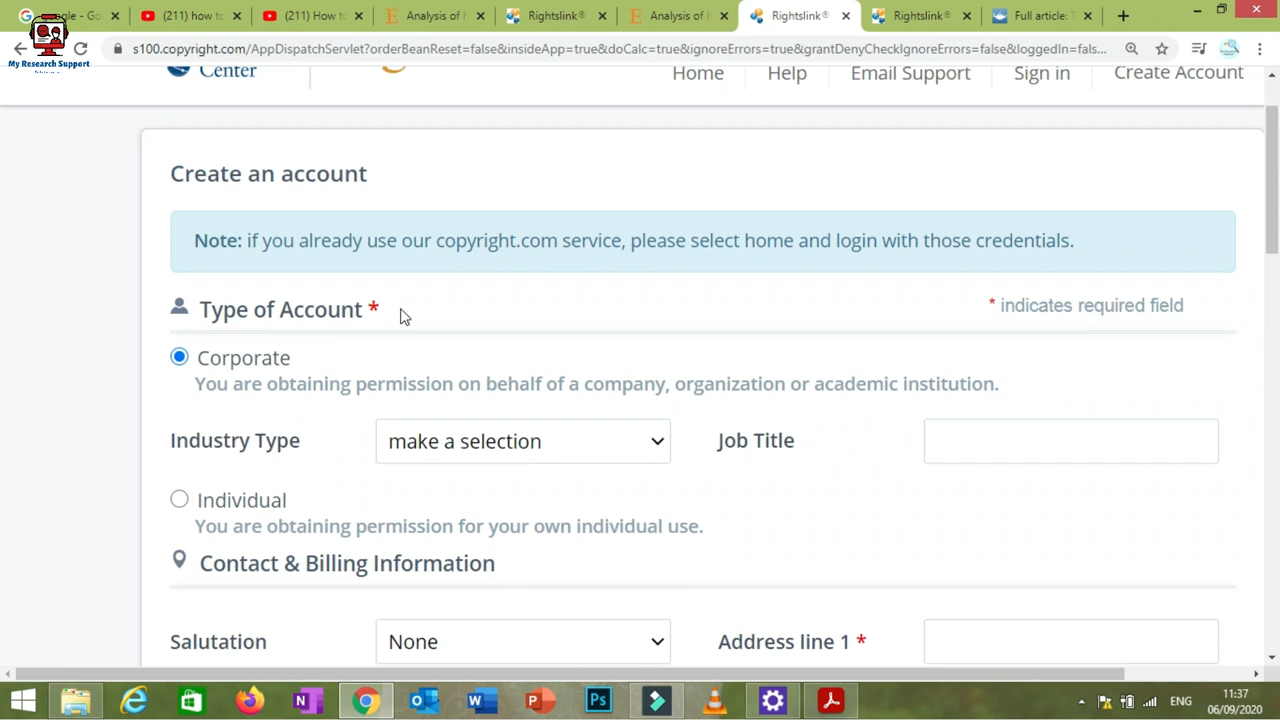 Google - Go
(211) how to
(211) How to
Analysis of
Rightslink®
Analysis of
Rightslink®
Rightslink®
Full article:
s100.copyright.com/AppDispatchServlet?orderBeanReset=false&insideApp=true&doCalc=true&ignoreErrors=true&grantDenyCheckIgnoreErrors=false&loggedIn=fals...
My Research Support
Center
Home
Help
Email Support
Sign in
Create Account
Create an account
Note: if you already use our copyright.com service, please select home and login with those credentials.
Type of Account *
* indicates required field
Corporate
You are obtaining permission on behalf of a company, organization or academic institution.
Industry Type
make a selection
Job Title
Individual
You are obtaining permission for your own individual use.
Contact & Billing Information
Salutation
None
Address line 1 *
ENG
11:37
06/09/2020